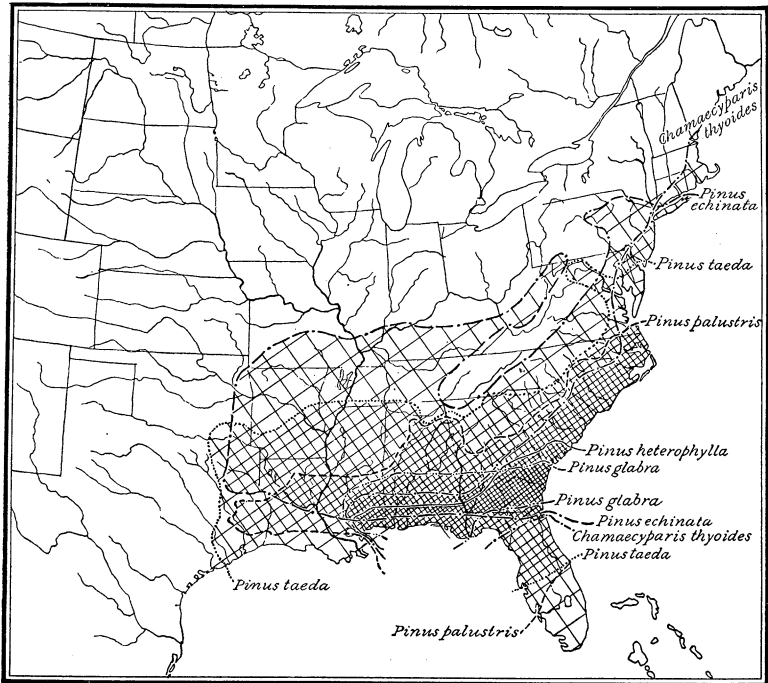 Chamaecyparis
thyoides
Pinus
echinata
Pinus taeda
Pinus palustris
Pinus heterophylla
Pinus glabra
Pinus glabra
Pinus echinata
Chamaecyparis thyoides
Pinus taeda
Pinus taeda
Pinus palustris